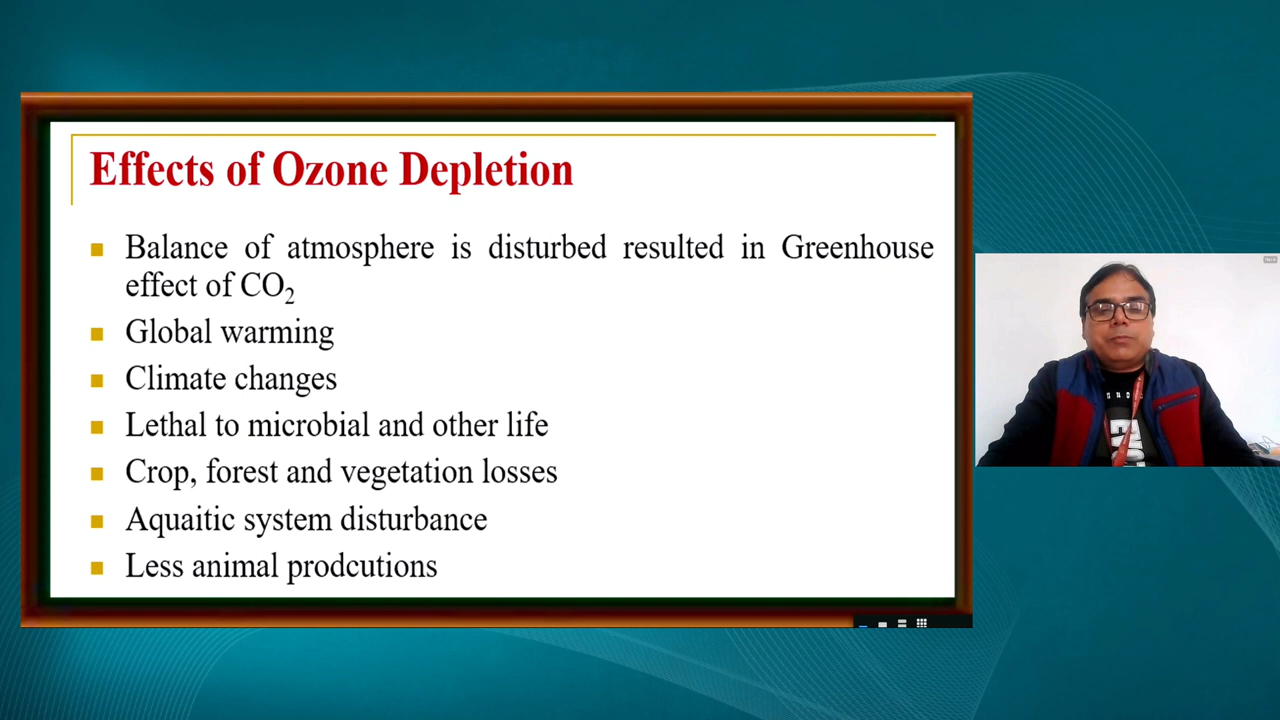 Effects of Ozone Depletion
Balance of atmosphere is disturbed resulted in Greenhouse
effect of CO₂
Global warming
Climate changes
Lethal to microbial and other life
Crop, forest and vegetation losses
Aquaitic system disturbance
Less animal prodcutions